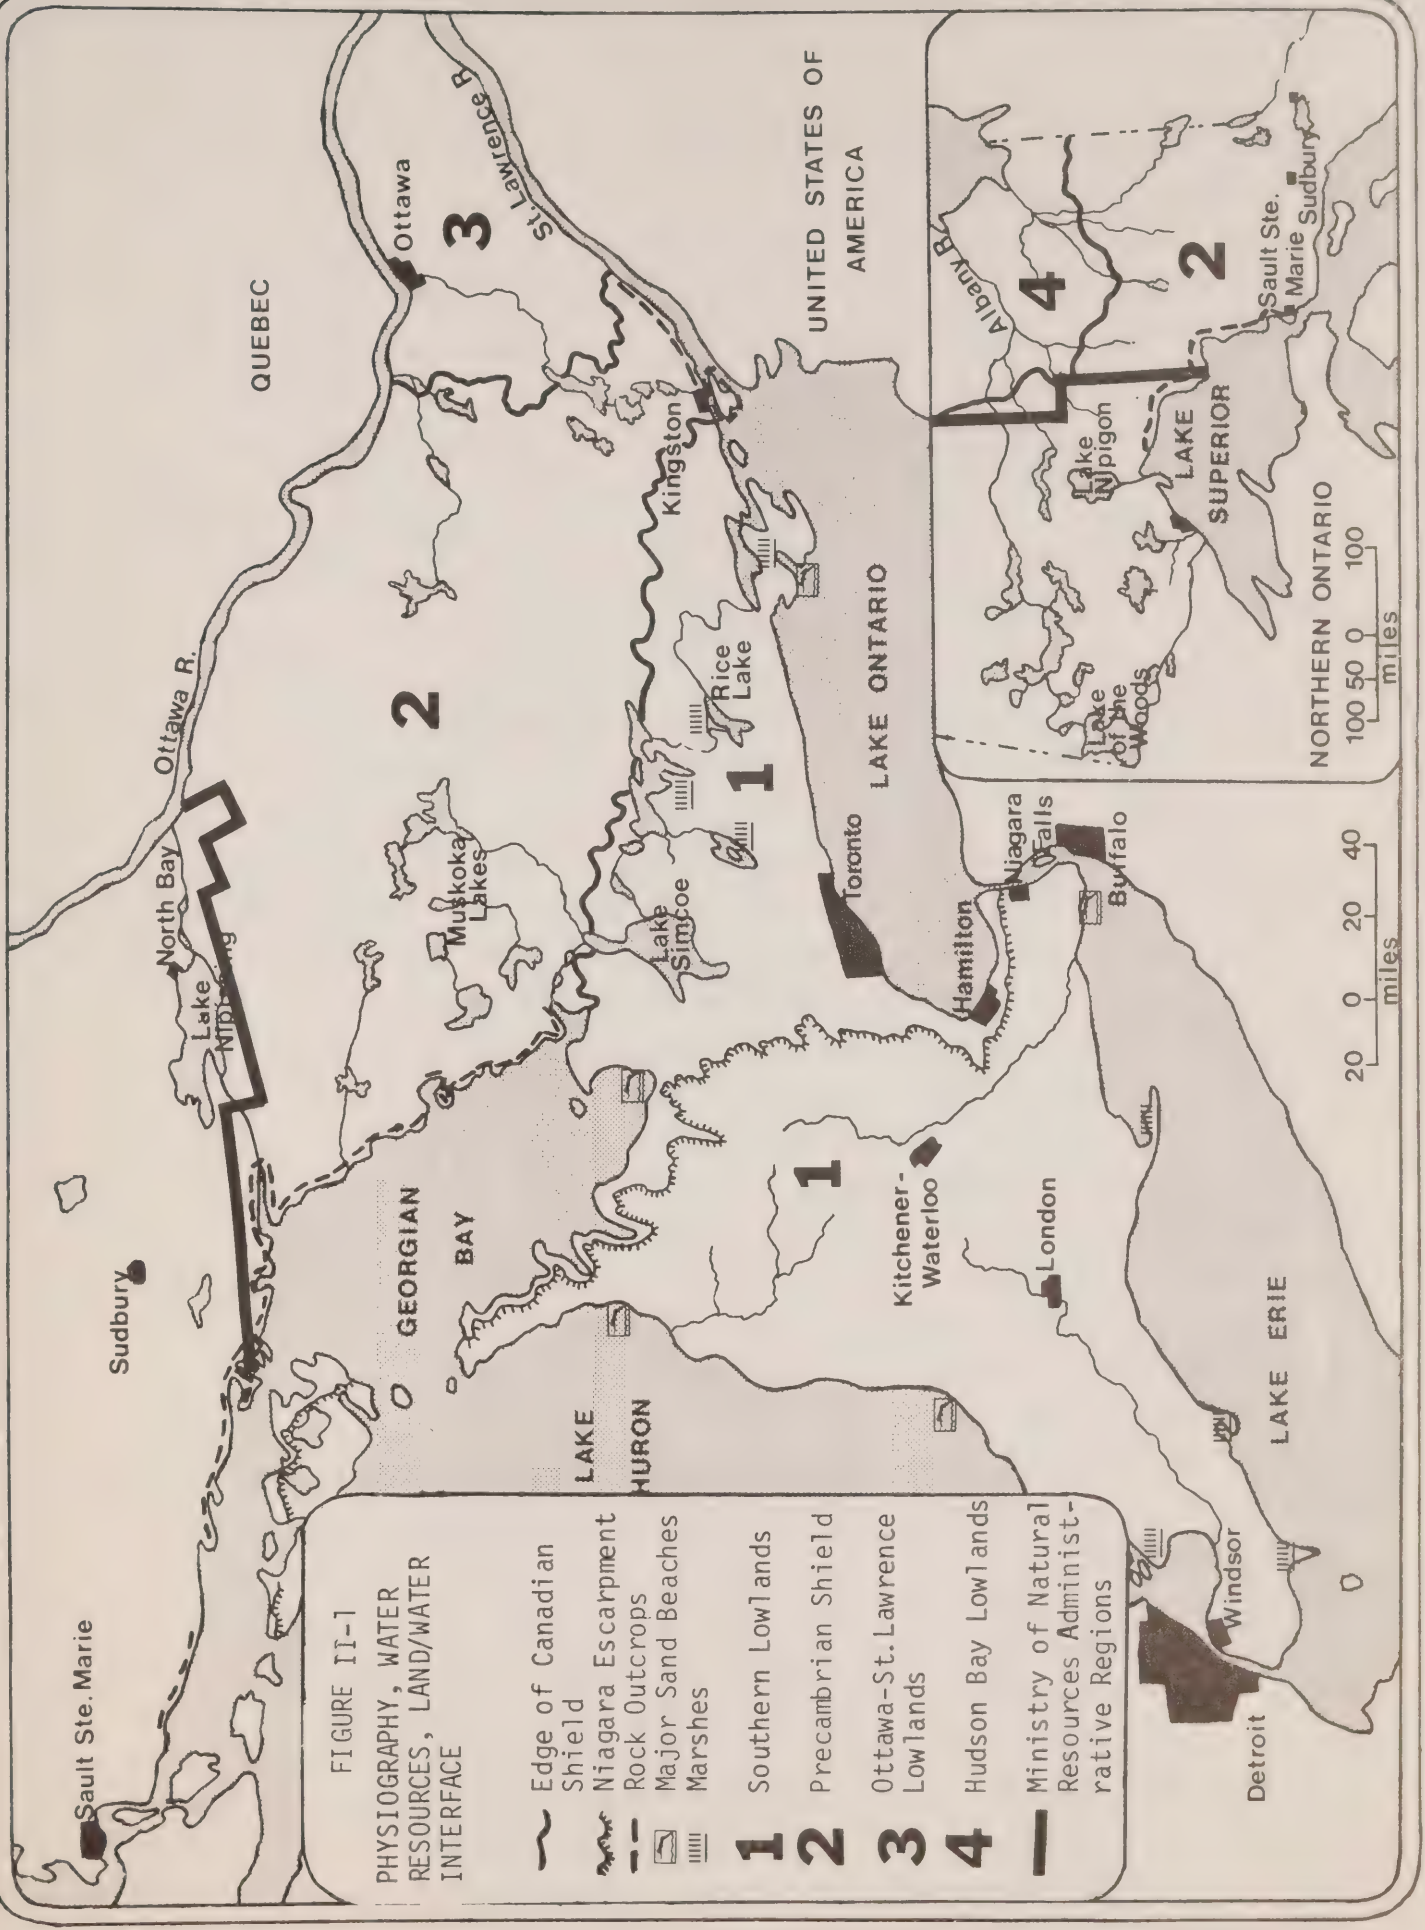 FIGURE II-1
PHYSIOGRAPHY, WATER
RESOURCES, LAND/WATER
INTERFACE
Edge of Canadian
Shield
Niagara Escarpment
Rock Outcrops
Major Sand Beaches
Marshes
1 Southern Lowlands
2 Precambrian Shield
3 Ottawa-St.Lawrence
Lowlands
4 Hudson Bay Lowlands
Ministry of Natural
Resources Administ-
rative Regions
Sault Ste. Marie
Sudbury
North Bay
Lake
Nipissing
Ottawa R.
QUEBEC
Ottawa
3
St. Lawrence R.
2
Muskoka
Lakes
GEORGIAN
BAY
LAKE
HURON
Lake
Simcoe
Rice
Lake
1
Kingston
UNITED STATES OF
AMERICA
LAKE ONTARIO
Toronto
Hamilton
Niagara
Falls
Buffalo
1
Kitchener-
Waterloo
London
LAKE ERIE
Windsor
Detroit
20 0 20 40
miles
Albany R.
4
2
Sault Ste.
Marie
Sudbury
Lake
Nipigon
LAKE
SUPERIOR
Lake
of the
Woods
NORTHERN ONTARIO
100 50 0 100
miles